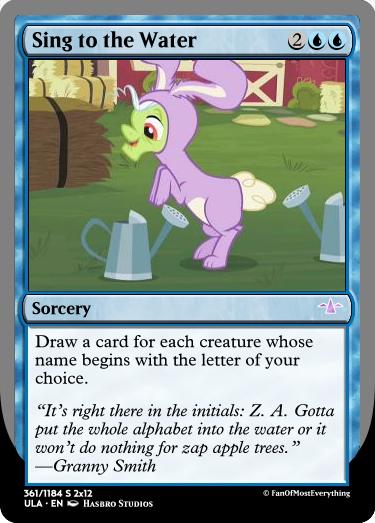 Sing to the Water 2
Sorcery
Draw a card for each creature whose
name begins with the letter of your
choice.
“It’s right there in the initials: Z. A. Gotta
put the whole alphabet into the water or it
won’t do nothing for zap apple trees.”
—Granny Smith
361/1184 S 2x12
ULA • EN HASBRO STUDIOS
© FanOfMostEverything